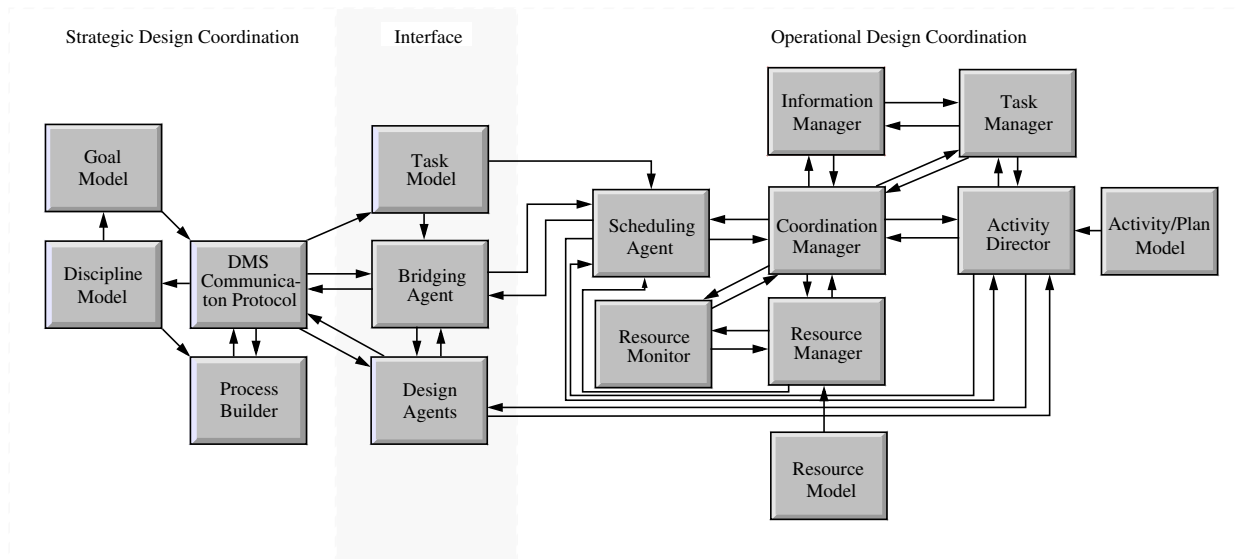 Strategic Design Coordination
Interface
Operational Design Coordination
Goal
Model
Discipline
Model
DMS
Communica-
ton Protocol
Process
Builder
Task
Model
Bridging
Agent
Design
Agents
Information
Manager
Task
Manager
Scheduling
Agent
Coordination
Manager
Activity
Director
Activity/Plan
Model
Resource
Monitor
Resource
Manager
Resource
Model